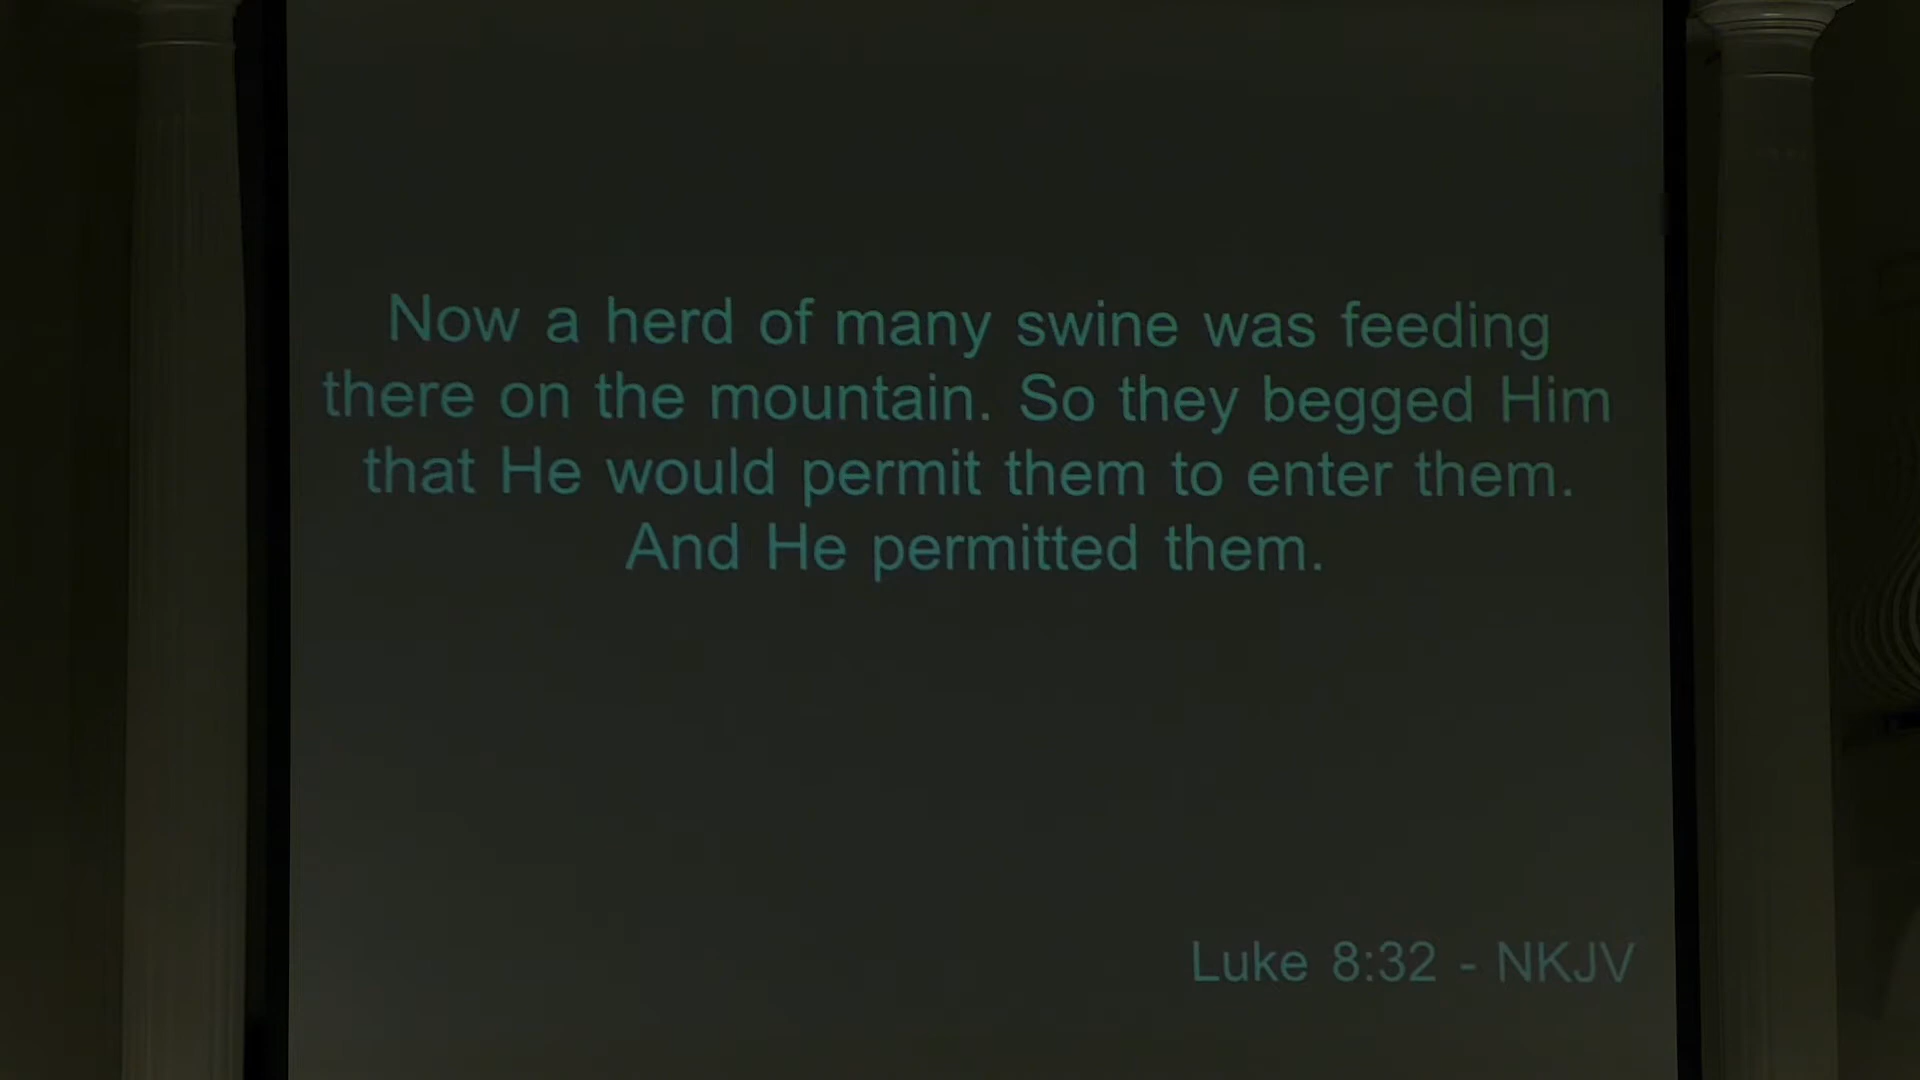 Now a herd of many swine was feeding
there on the mountain. So they begged Him
that He would permit them to enter them.
And He permitted them.
Luke 8:32 - NKJV